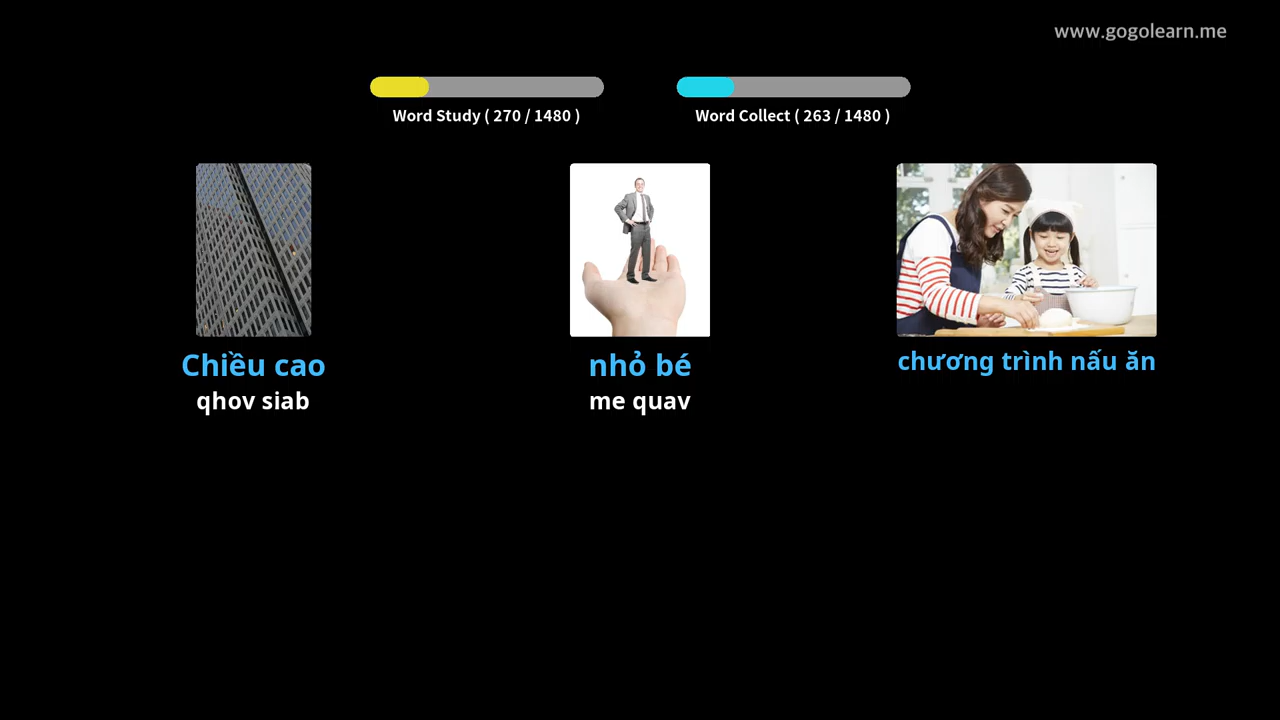 www.gogolearn.me
Word Study ( 270 / 1480 )
Word Collect ( 263 / 1480 )
Chiều cao
qhov siab
nhỏ bé
me quav
chương trình nấu ăn